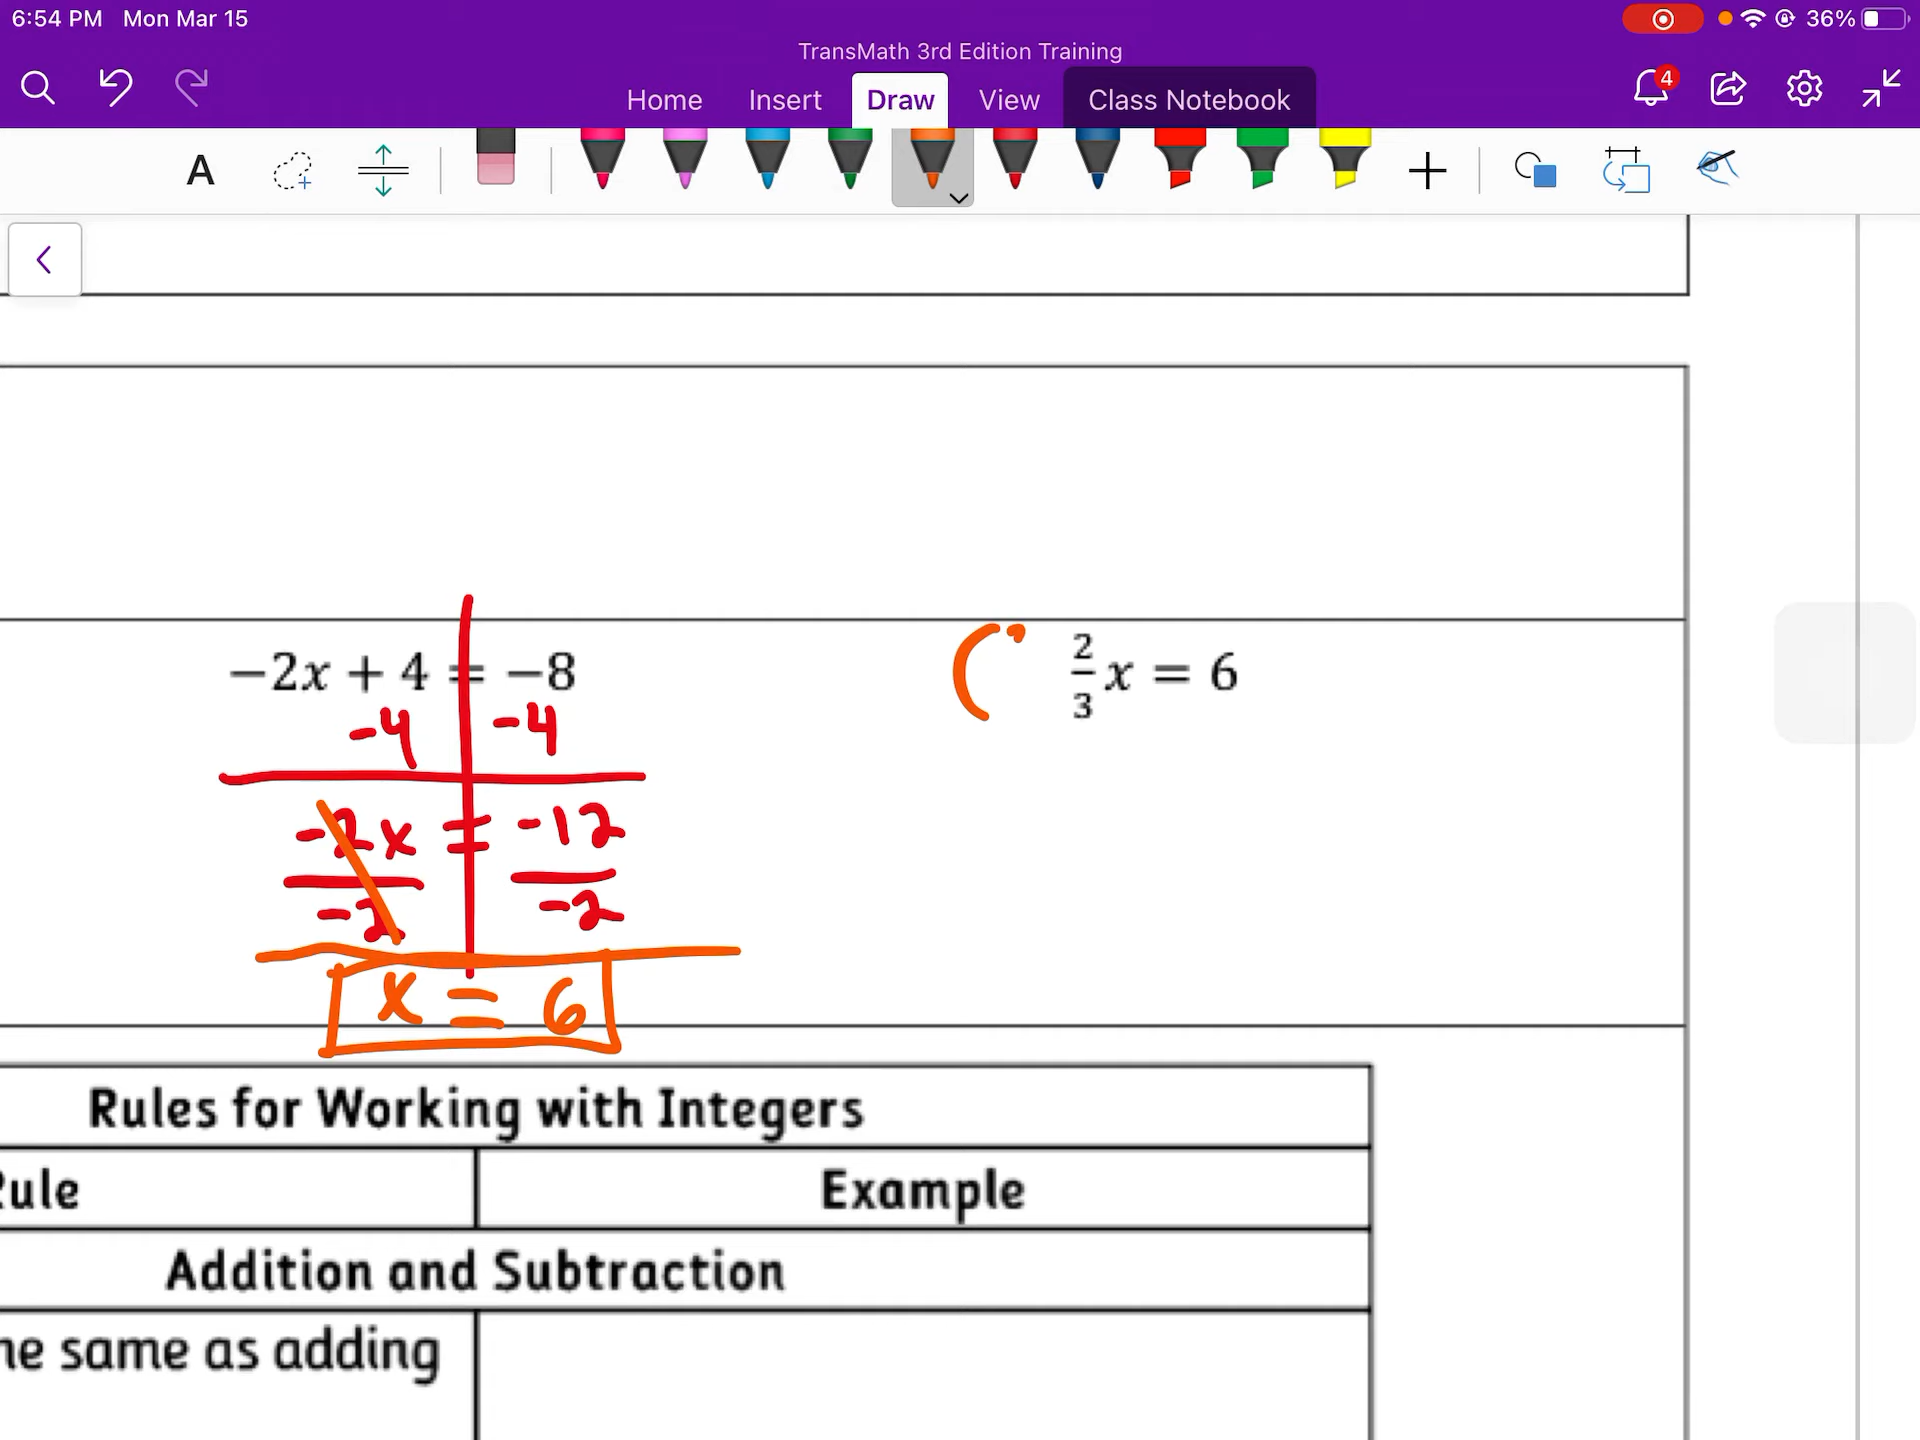 6:54 PM Mon Mar 15
36%
TransMath 3rd Edition Training
Home Insert Draw View Class Notebook
4
A
−2x + 4 = −8
-4 -4
-2x = -12
-2 -2
x = 6
( 2/3 x = 6
Rules for Working with Integers
Rule Example
Addition and Subtraction
he same as adding